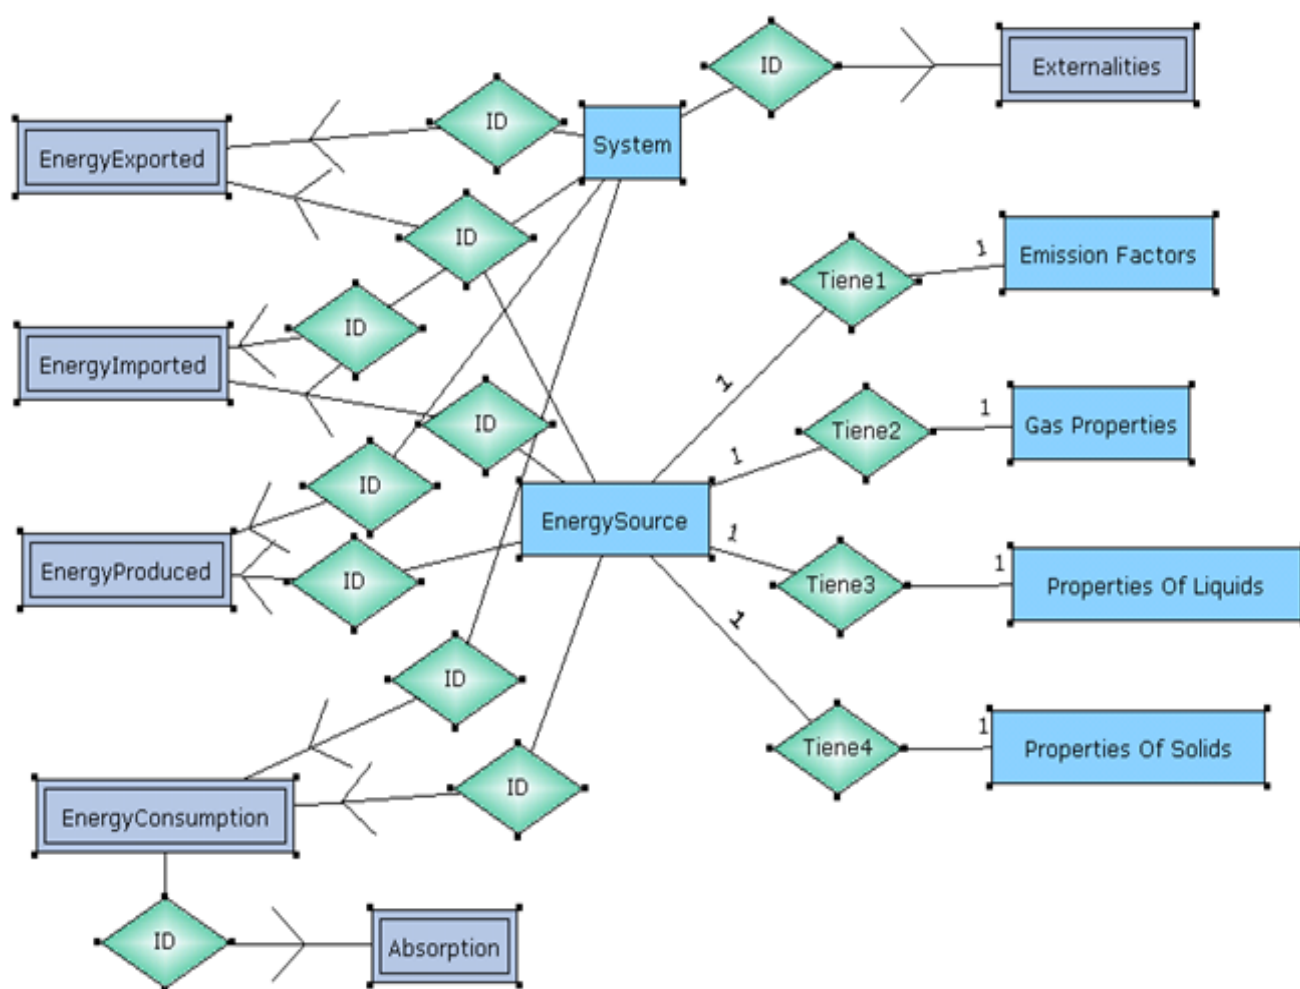 ID
Externalities
ID
System
EnergyExported
ID
Emission Factors
1
Tiene1
ID
EnergyImported
1
Gas Properties
1
Tiene2
ID
1
ID
EnergySource
1
EnergyProduced
ID
Tiene3
1
Properties Of Liquids
1
ID
Tiene4
1
Properties Of Solids
ID
EnergyConsumption
ID
Absorption